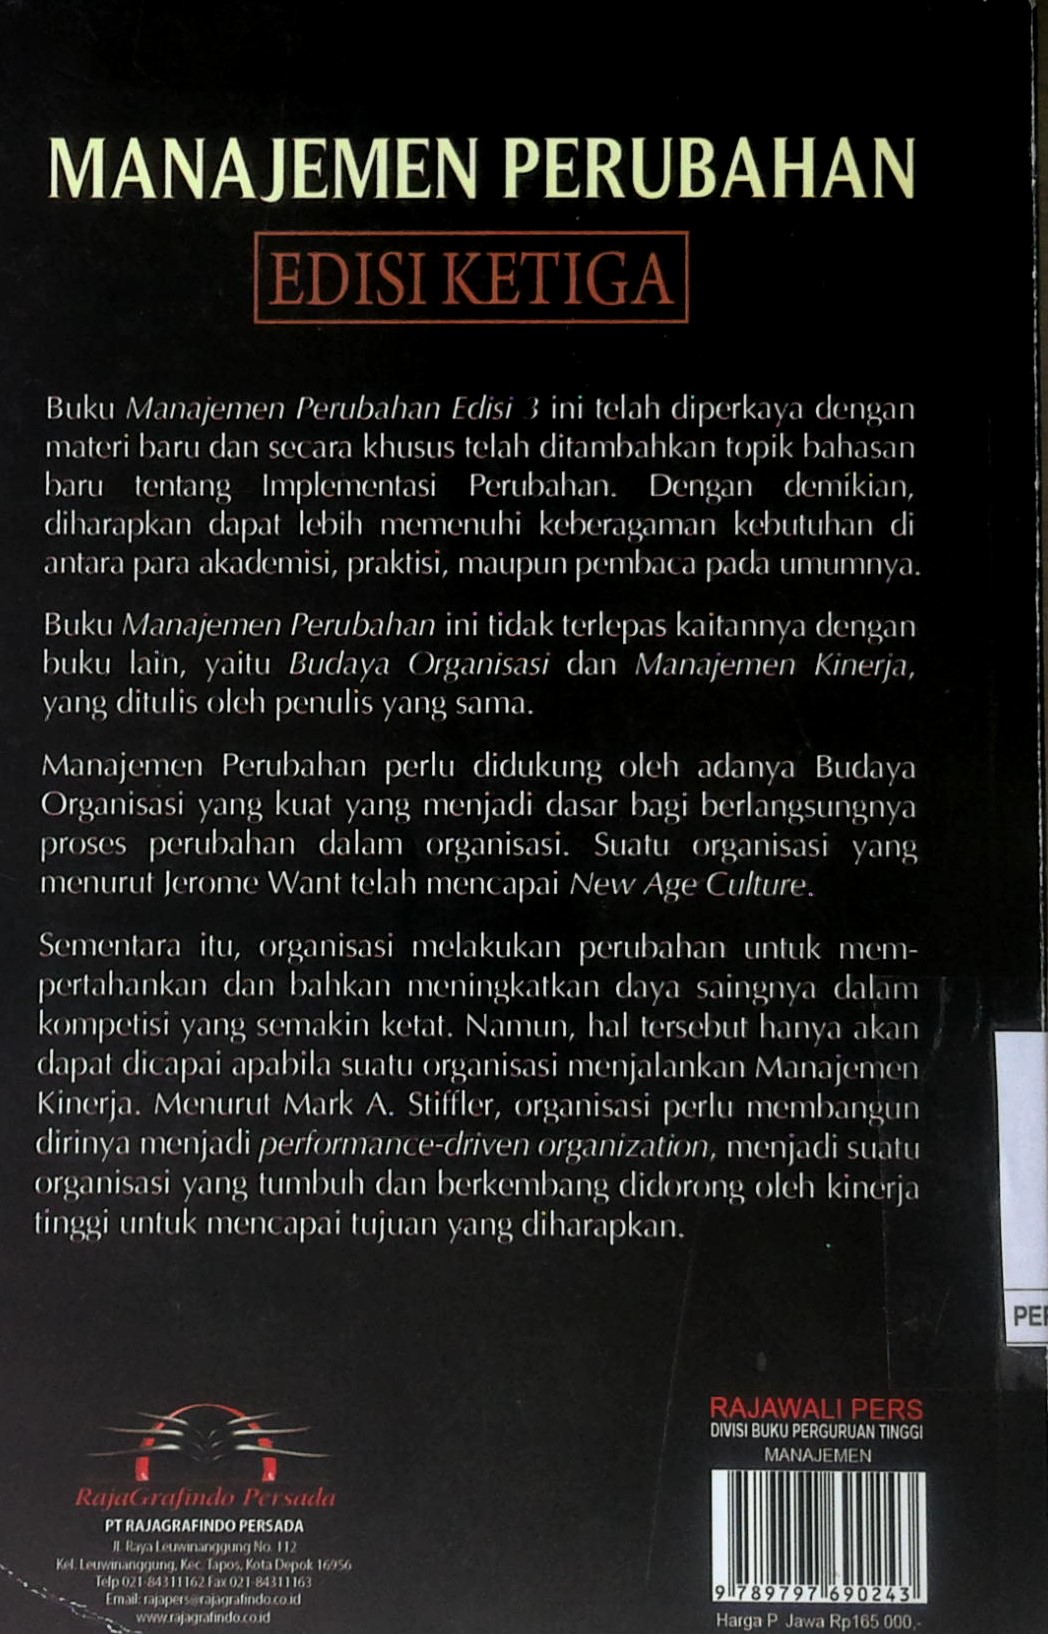 MANAJEMEN PERUBAHAN
EDISI KETIGA
Buku Manajemen Perubahan Edisi 3 ini telah diperkaya dengan
materi baru dan secara khusus telah ditambahkan topik bahasan
baru tentang Implementasi Perubahan. Dengan demikian,
diharapkan dapat lebih memenuhi keberagaman kebutuhan di
antara para akademisi, praktisi, maupun pembaca pada umumnya.
Buku Manajemen Perubahan ini tidak terlepas kaitannya dengan
buku lain, yaitu Budaya Organisasi dan Manajemen Kinerja,
yang ditulis oleh penulis yang sama.
Manajemen Perubahan perlu didukung oleh adanya Budaya
Organisasi yang kuat yang menjadi dasar bagi berlangsungnya
proses perubahan dalam organisasi. Suatu organisasi yang
menurut Jerome Want telah mencapai New Age Culture.
Sementara itu, organisasi melakukan perubahan untuk mem-
pertahankan dan bahkan meningkatkan daya saingnya dalam
kompetisi yang semakin ketat. Namun, hal tersebut hanya akan
dapat dicapai apabila suatu organisasi menjalankan Manajemen
Kinerja. Menurut Mark A. Stiffler, organisasi perlu membangun
dirinya menjadi performance-driven organization, menjadi suatu
organisasi yang tumbuh dan berkembang didorong oleh kinerja
tinggi untuk mencapai tujuan yang diharapkan.
PER
RajaGrafindo Persada
PT RAJAGRAFINDO PERSADA
Jl. Raya Leuwinanggung No. 112
Kel. Leuwinanggung, Kec. Tapos, Kota Depok 16956
Telp 021-84311162 Fax 021-84311163
Email: rajapers@rajagrafindo.co.id
www.rajagrafindo.co.id
RAJAWALI PERS
DIVISI BUKU PERGURUAN TINGGI
MANAJEMEN
9 789797 690243
Harga P. Jawa Rp165.000,-